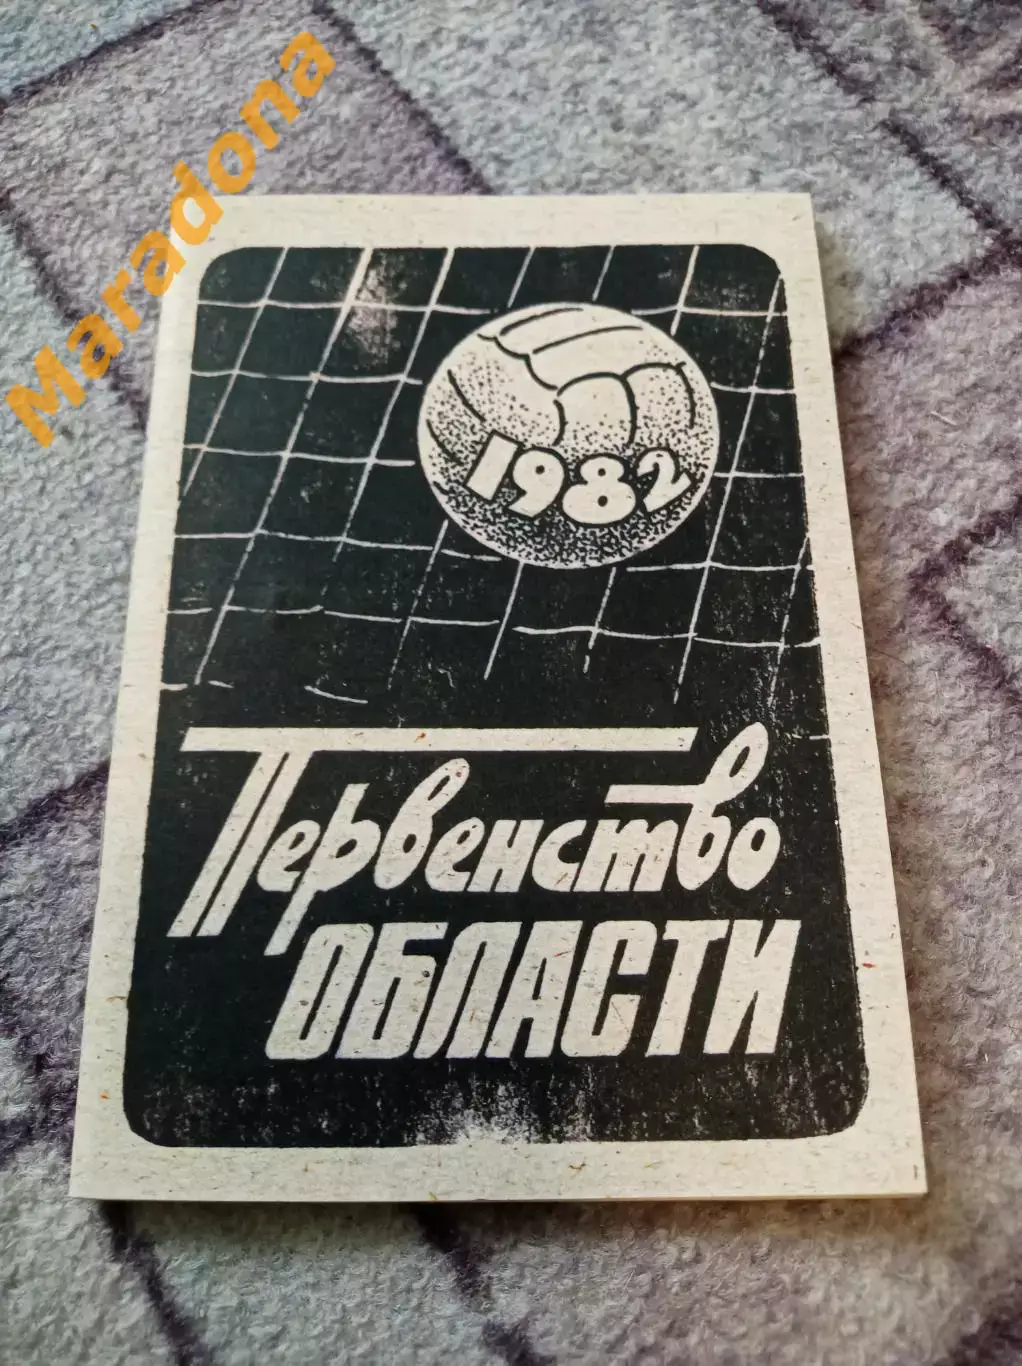 Maradona
1982
Первенство
ОБЛАСТИ